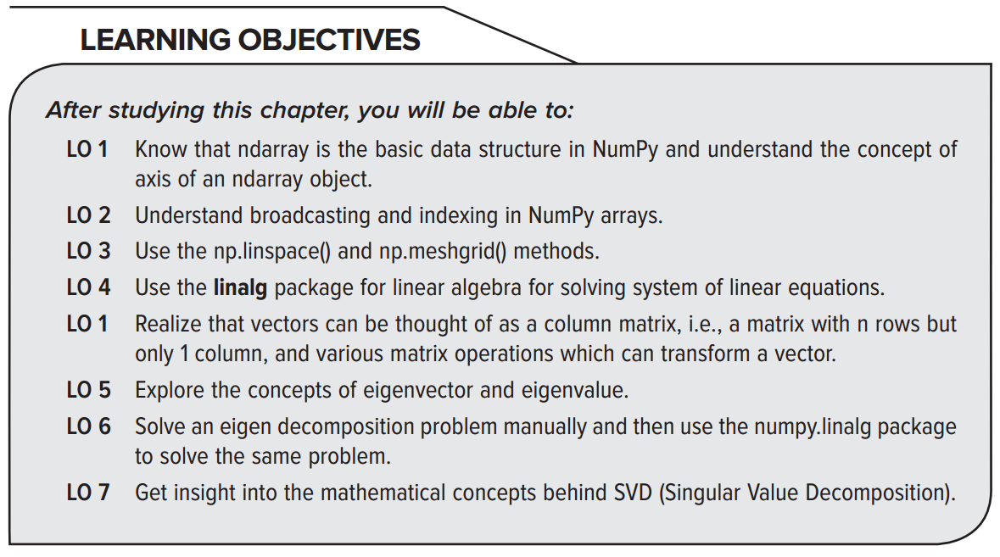 LEARNING OBJECTIVES
After studying this chapter, you will be able to:
LO 1 Know that ndarray is the basic data structure in NumPy and understand the concept of
axis of an ndarray object.
LO 2 Understand broadcasting and indexing in NumPy arrays.
LO 3 Use the np.linspace() and np.meshgrid() methods.
LO 4 Use the linalg package for linear algebra for solving system of linear equations.
LO 1 Realize that vectors can be thought of as a column matrix, i.e., a matrix with n rows but
only 1 column, and various matrix operations which can transform a vector.
LO 5 Explore the concepts of eigenvector and eigenvalue.
LO 6 Solve an eigen decomposition problem manually and then use the numpy.linalg package
to solve the same problem.
LO 7 Get insight into the mathematical concepts behind SVD (Singular Value Decomposition).